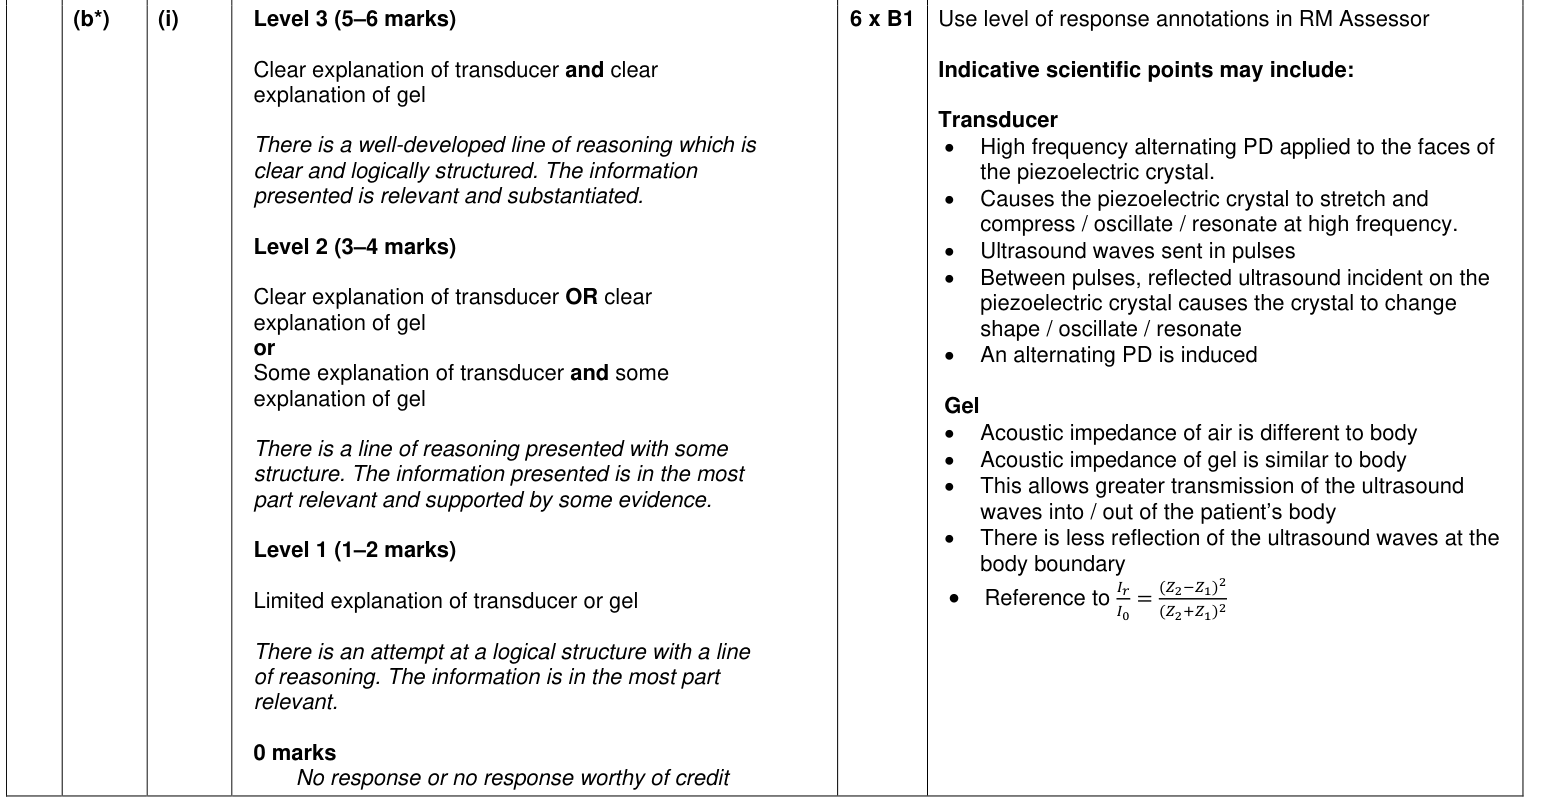 (b*)
(i)
Level 3 (5–6 marks)
Clear explanation of transducer and clear
explanation of gel
There is a well-developed line of reasoning which is
clear and logically structured. The information
presented is relevant and substantiated.
Level 2 (3–4 marks)
Clear explanation of transducer OR clear
explanation of gel
or
Some explanation of transducer and some
explanation of gel
There is a line of reasoning presented with some
structure. The information presented is in the most
part relevant and supported by some evidence.
Level 1 (1–2 marks)
Limited explanation of transducer or gel
There is an attempt at a logical structure with a line
of reasoning. The information is in the most part
relevant.
0 marks
No response or no response worthy of credit
6 x B1
Use level of response annotations in RM Assessor
Indicative scientific points may include:
Transducer
• High frequency alternating PD applied to the faces of
the piezoelectric crystal.
• Causes the piezoelectric crystal to stretch and
compress / oscillate / resonate at high frequency.
• Ultrasound waves sent in pulses
• Between pulses, reflected ultrasound incident on the
piezoelectric crystal causes the crystal to change
shape / oscillate / resonate
• An alternating PD is induced
Gel
• Acoustic impedance of air is different to body
• Acoustic impedance of gel is similar to body
• This allows greater transmission of the ultrasound
waves into / out of the patient's body
• There is less reflection of the ultrasound waves at the
body boundary
• Reference to I_r/I_0 = (Z_2−Z_1)^2/(Z_2+Z_1)^2